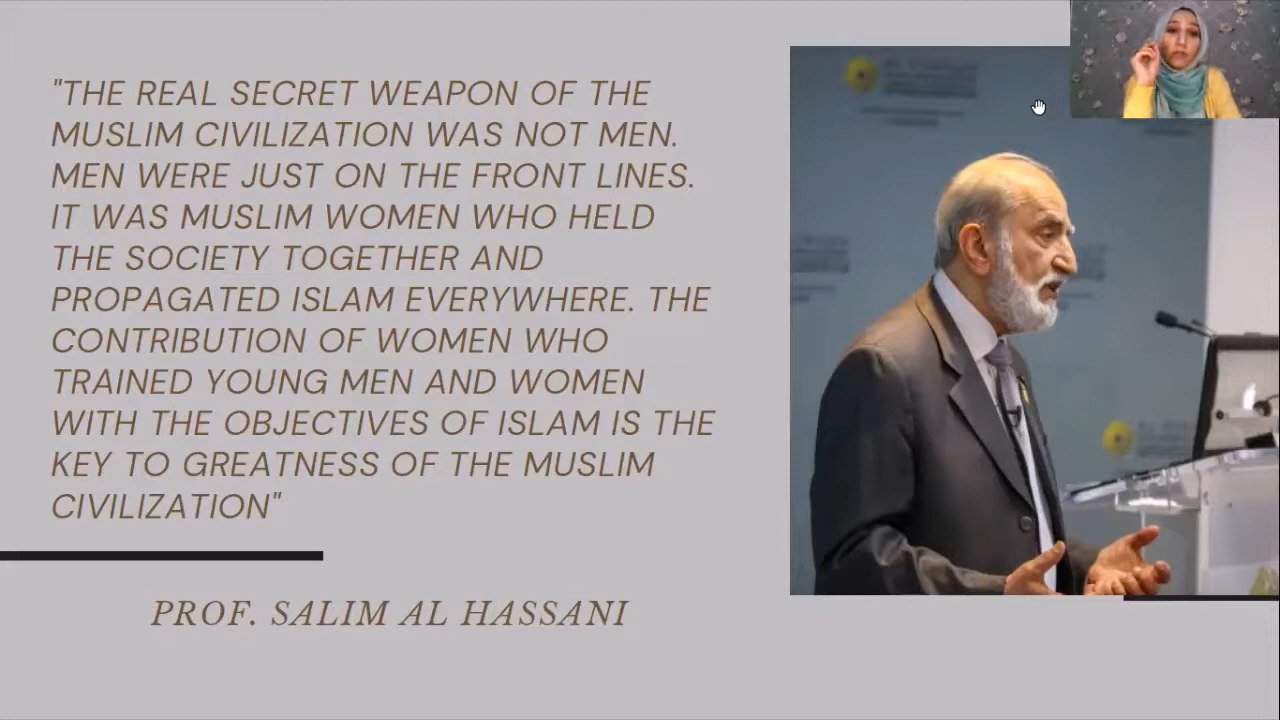 "THE REAL SECRET WEAPON OF THE
MUSLIM CIVILIZATION WAS NOT MEN.
MEN WERE JUST ON THE FRONT LINES.
IT WAS MUSLIM WOMEN WHO HELD
THE SOCIETY TOGETHER AND
PROPAGATED ISLAM EVERYWHERE. THE
CONTRIBUTION OF WOMEN WHO
TRAINED YOUNG MEN AND WOMEN
WITH THE OBJECTIVES OF ISLAM IS THE
KEY TO GREATNESS OF THE MUSLIM
CIVILIZATION"
PROF. SALIM AL HASSANI